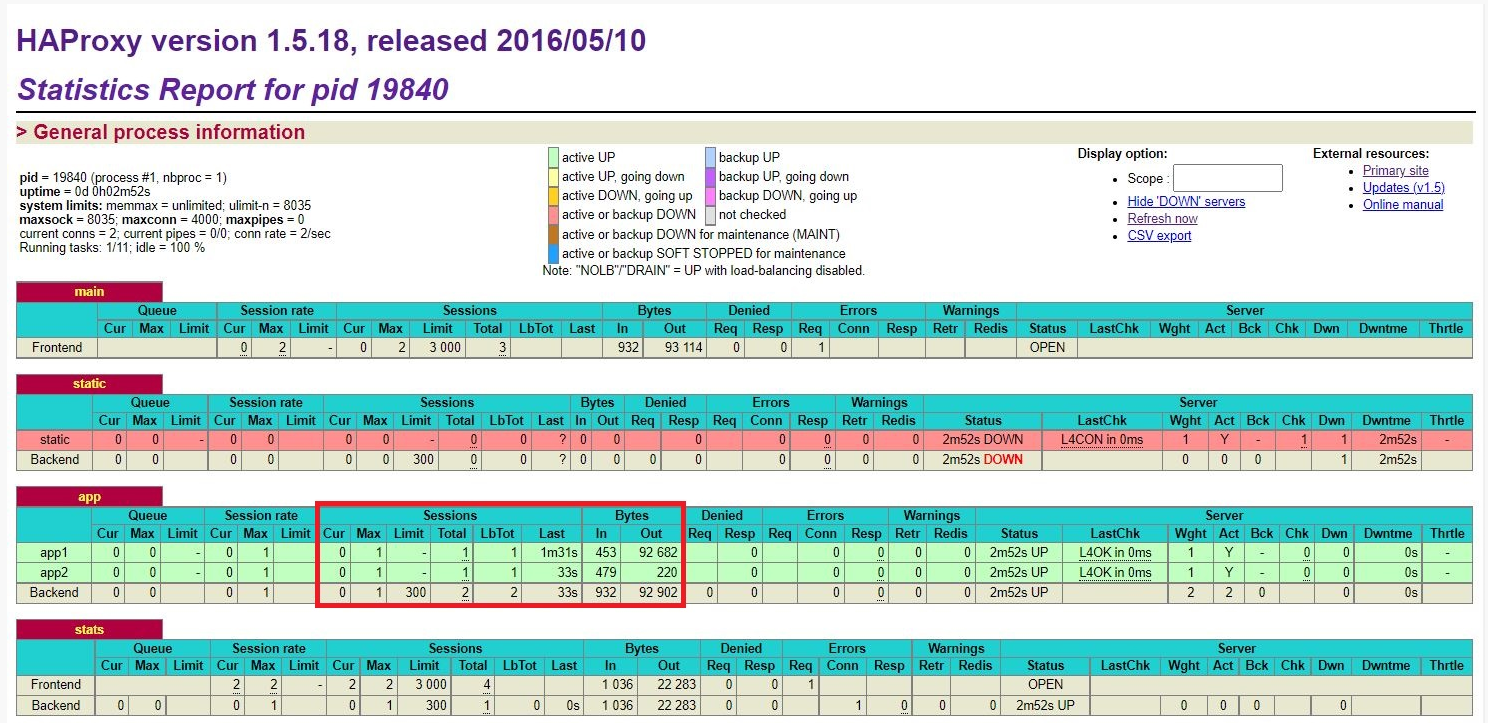 HAProxy version 1.5.18, released 2016/05/10
Statistics Report for pid 19840
> General process information
pid = 19840 (process #1, nbproc = 1)
uptime = 0d 0h02m52s
system limits: memmax = unlimited; ulimit-n = 8035
maxsock = 8035; maxconn = 4000; maxpipes = 0
current conns = 2; current pipes = 0/0; conn rate = 2/sec
Running tasks: 1/11; idle = 100 %
active UP backup UP
active UP, going down backup UP, going down
active DOWN, going up backup DOWN, going up
active or backup DOWN not checked
active or backup DOWN for maintenance (MAINT)
active or backup SOFT STOPPED for maintenance
Note: "NOLB"/"DRAIN" = UP with load-balancing disabled.
Display option:
Scope :
Hide 'DOWN' servers
Refresh now
CSV export
External resources:
Primary site
Updates (v1.5)
Online manual
main
Queue Session rate Sessions Bytes Denied Errors Warnings Server
Cur Max Limit Cur Max Limit Cur Max Limit Total LbTot Last In Out Req Resp Req Conn Resp Retr Redis Status LastChk Wght Act Bck Chk Dwn Dwntme Thrtle
Frontend 0 2 - 0 2 3 000 3 932 93 114 0 0 1 OPEN
static
Queue Session rate Sessions Bytes Denied Errors Warnings Server
Cur Max Limit Cur Max Limit Cur Max Limit Total LbTot Last In Out Req Resp Req Conn Resp Retr Redis Status LastChk Wght Act Bck Chk Dwn Dwntme Thrtle
static 0 0 - 0 0 0 0 - 0 0 ? 0 0 0 0 0 0 0 2m52s DOWN L4CON in 0ms 1 Y - 1 1 2m52s -
Backend 0 0 0 0 0 0 300 0 0 ? 0 0 0 0 0 0 0 0 2m52s DOWN 0 0 0 1 2m52s
app
Queue Session rate Sessions Bytes Denied Errors Warnings Server
Cur Max Limit Cur Max Limit Cur Max Limit Total LbTot Last In Out Req Resp Req Conn Resp Retr Redis Status LastChk Wght Act Bck Chk Dwn Dwntme Thrtle
app1 0 0 - 0 1 0 1 - 1 1 1m31s 453 92 682 0 0 0 0 0 2m52s UP L4OK in 0ms 1 Y - 0 0 0s -
app2 0 0 - 0 1 0 1 - 1 1 33s 479 220 0 0 0 0 0 2m52s UP L4OK in 0ms 1 Y - 0 0 0s -
Backend 0 0 0 1 0 1 300 2 2 33s 932 92 902 0 0 0 0 0 0 2m52s UP 2 2 0 0 0s
stats
Queue Session rate Sessions Bytes Denied Errors Warnings Server
Cur Max Limit Cur Max Limit Cur Max Limit Total LbTot Last In Out Req Resp Req Conn Resp Retr Redis Status LastChk Wght Act Bck Chk Dwn Dwntme Thrtle
Frontend 2 2 - 2 2 3 000 4 1 036 22 283 0 0 1 OPEN
Backend 0 0 0 1 0 1 300 1 0 0s 1 036 22 283 0 0 1 0 0 0 2m52s UP 0 0 0 0